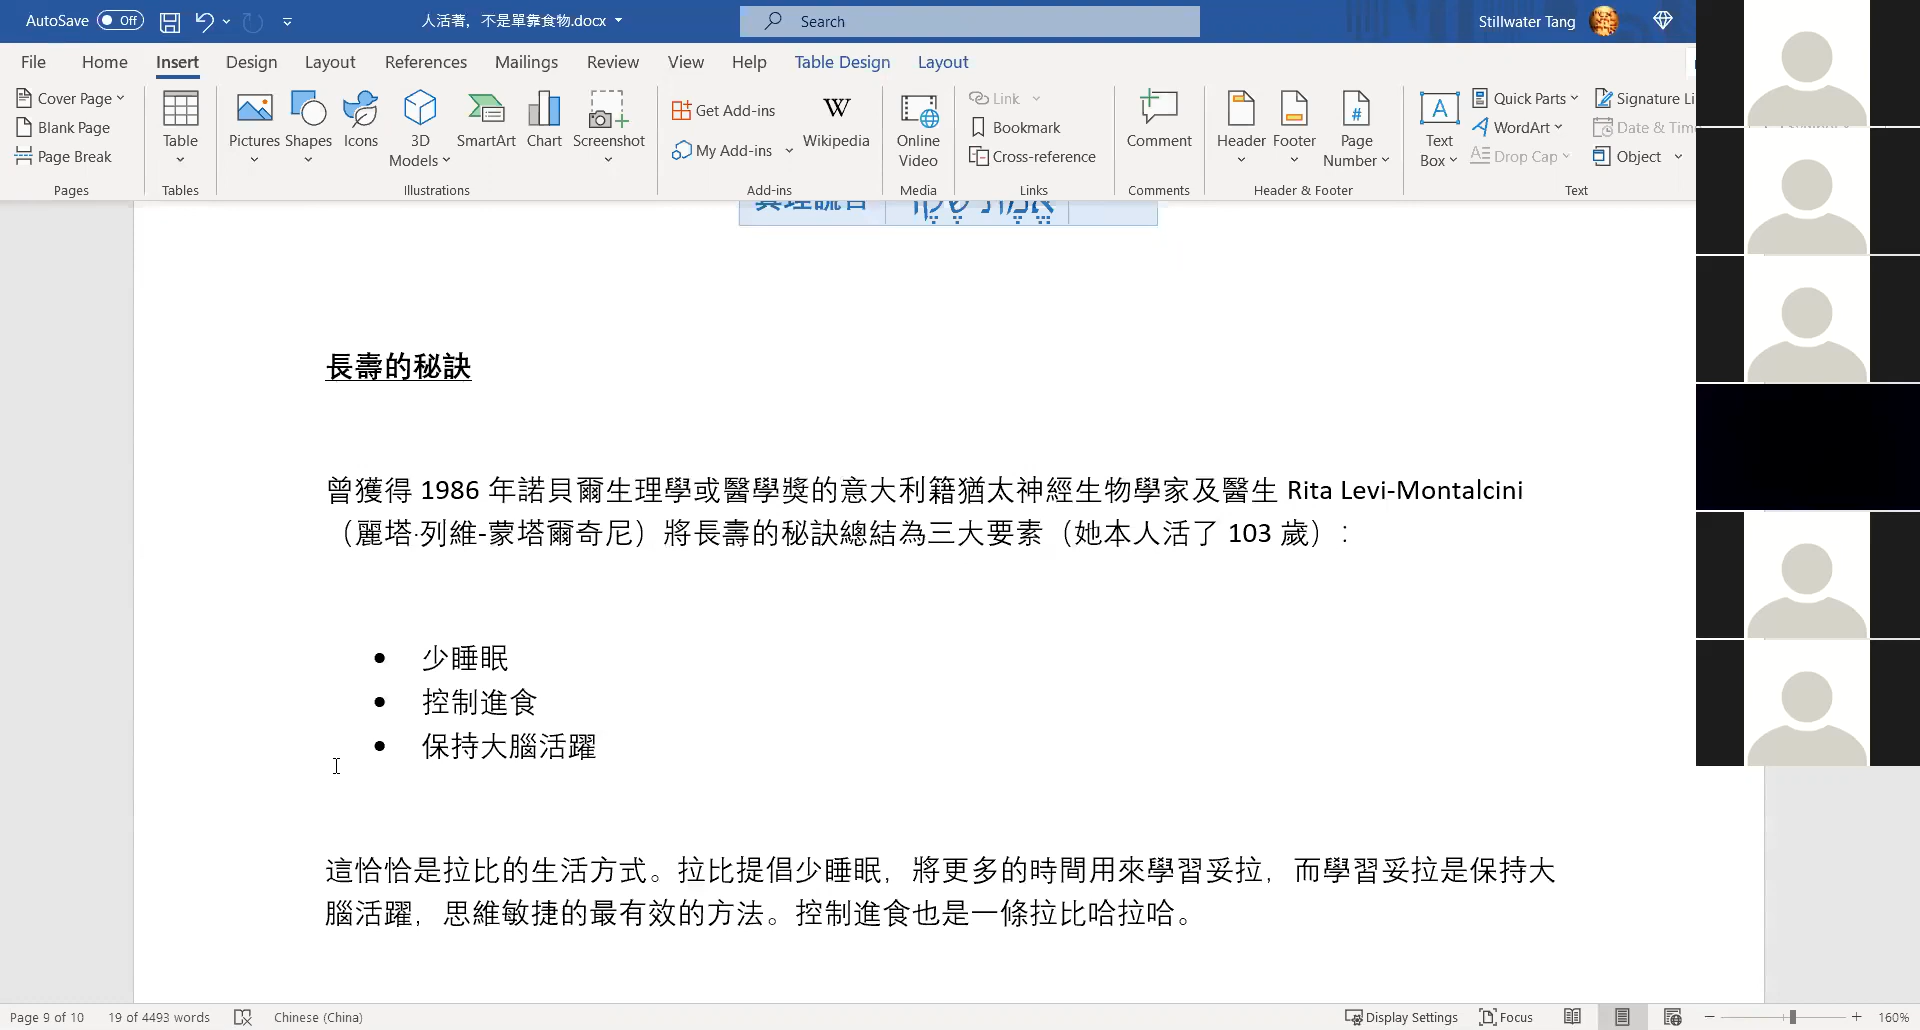 AutoSave Off 人活著，不是單靠食物.docx Search Stillwater Tang
File Home Insert Design Layout References Mailings Review View Help Table Design Layout
Cover Page
Blank Page
Page Break
Pages
Table
Tables
Pictures Shapes Icons 3D Models SmartArt Chart Screenshot
Illustrations
Get Add-ins
My Add-ins
Wikipedia
Add-ins
Online Video
Media
Link
Bookmark
Cross-reference
Links
Comment
Comments
Header Footer Page Number
Header & Footer
Text Box
Quick Parts
WordArt
Drop Cap
Signature Li
Date & Tim
Object
Text
真理謊言
長壽的秘訣
曾獲得 1986 年諾貝爾生理學或醫學獎的意大利籍猶太神經生物學家及醫生 Rita Levi-Montalcini
（麗塔·列維-蒙塔爾奇尼）將長壽的秘訣總結為三大要素（她本人活了 103 歲）：
• 少睡眠
• 控制進食
• 保持大腦活躍
這恰恰是拉比的生活方式。拉比提倡少睡眠，將更多的時間用來學習妥拉，而學習妥拉是保持大
腦活躍，思維敏捷的最有效的方法。控制進食也是一條拉比哈拉哈。
Page 9 of 10 19 of 4493 words Chinese (China) Display Settings Focus 160%